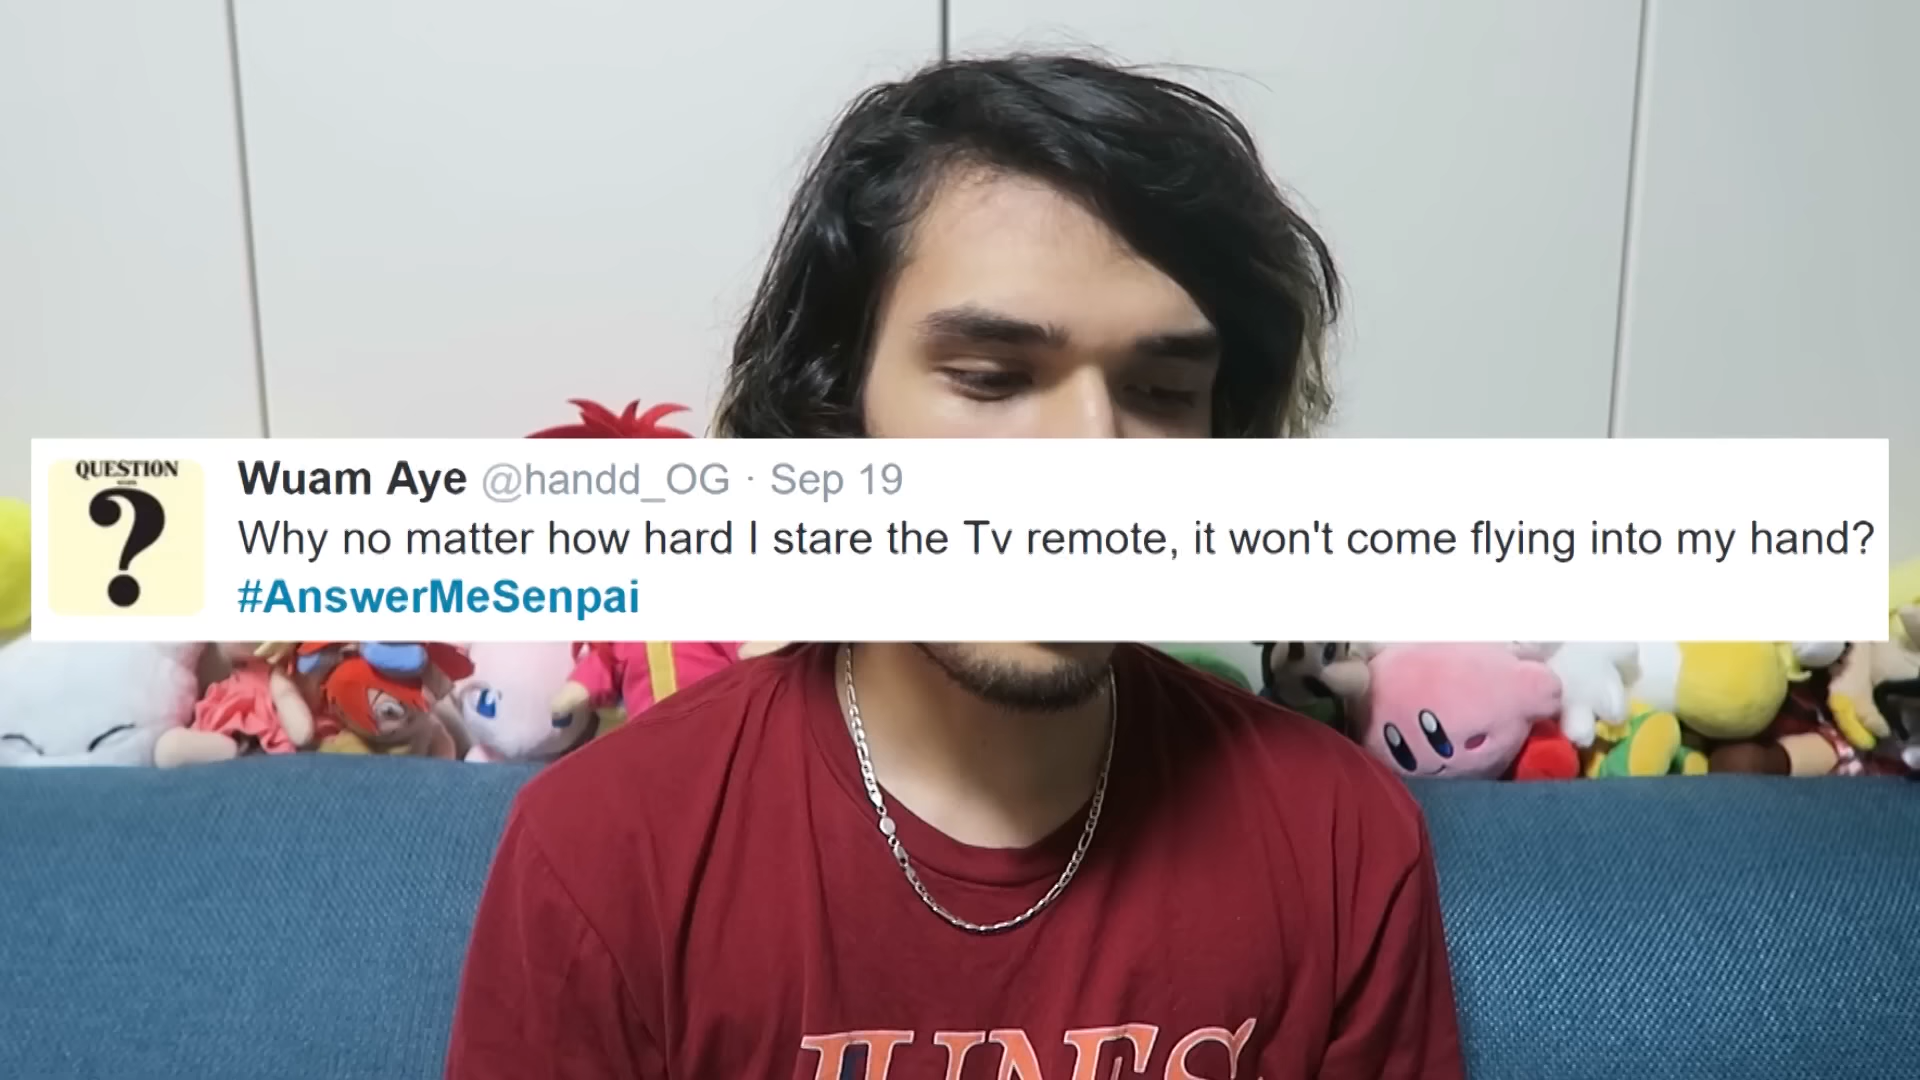 QUESTION
?
Wuam Aye @handd_OG · Sep 19
Why no matter how hard I stare the Tv remote, it won't come flying into my hand?
#AnswerMeSenpai
JUNES